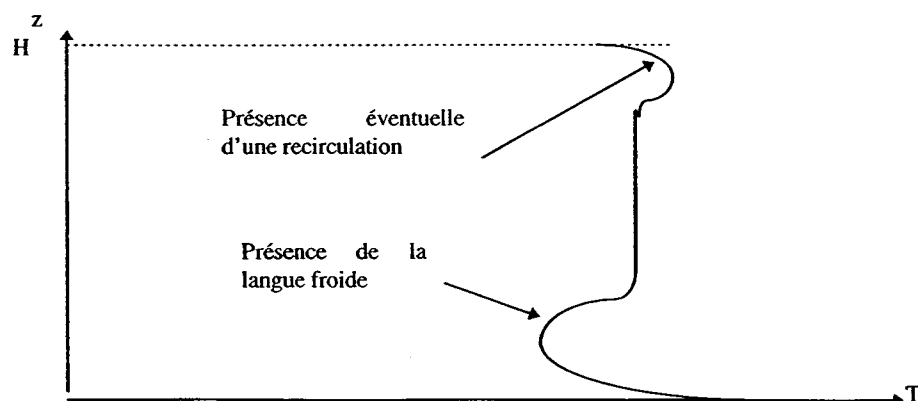 z
H
Présence éventuelle
d'une recirculation
Présence de la
langue froide
T